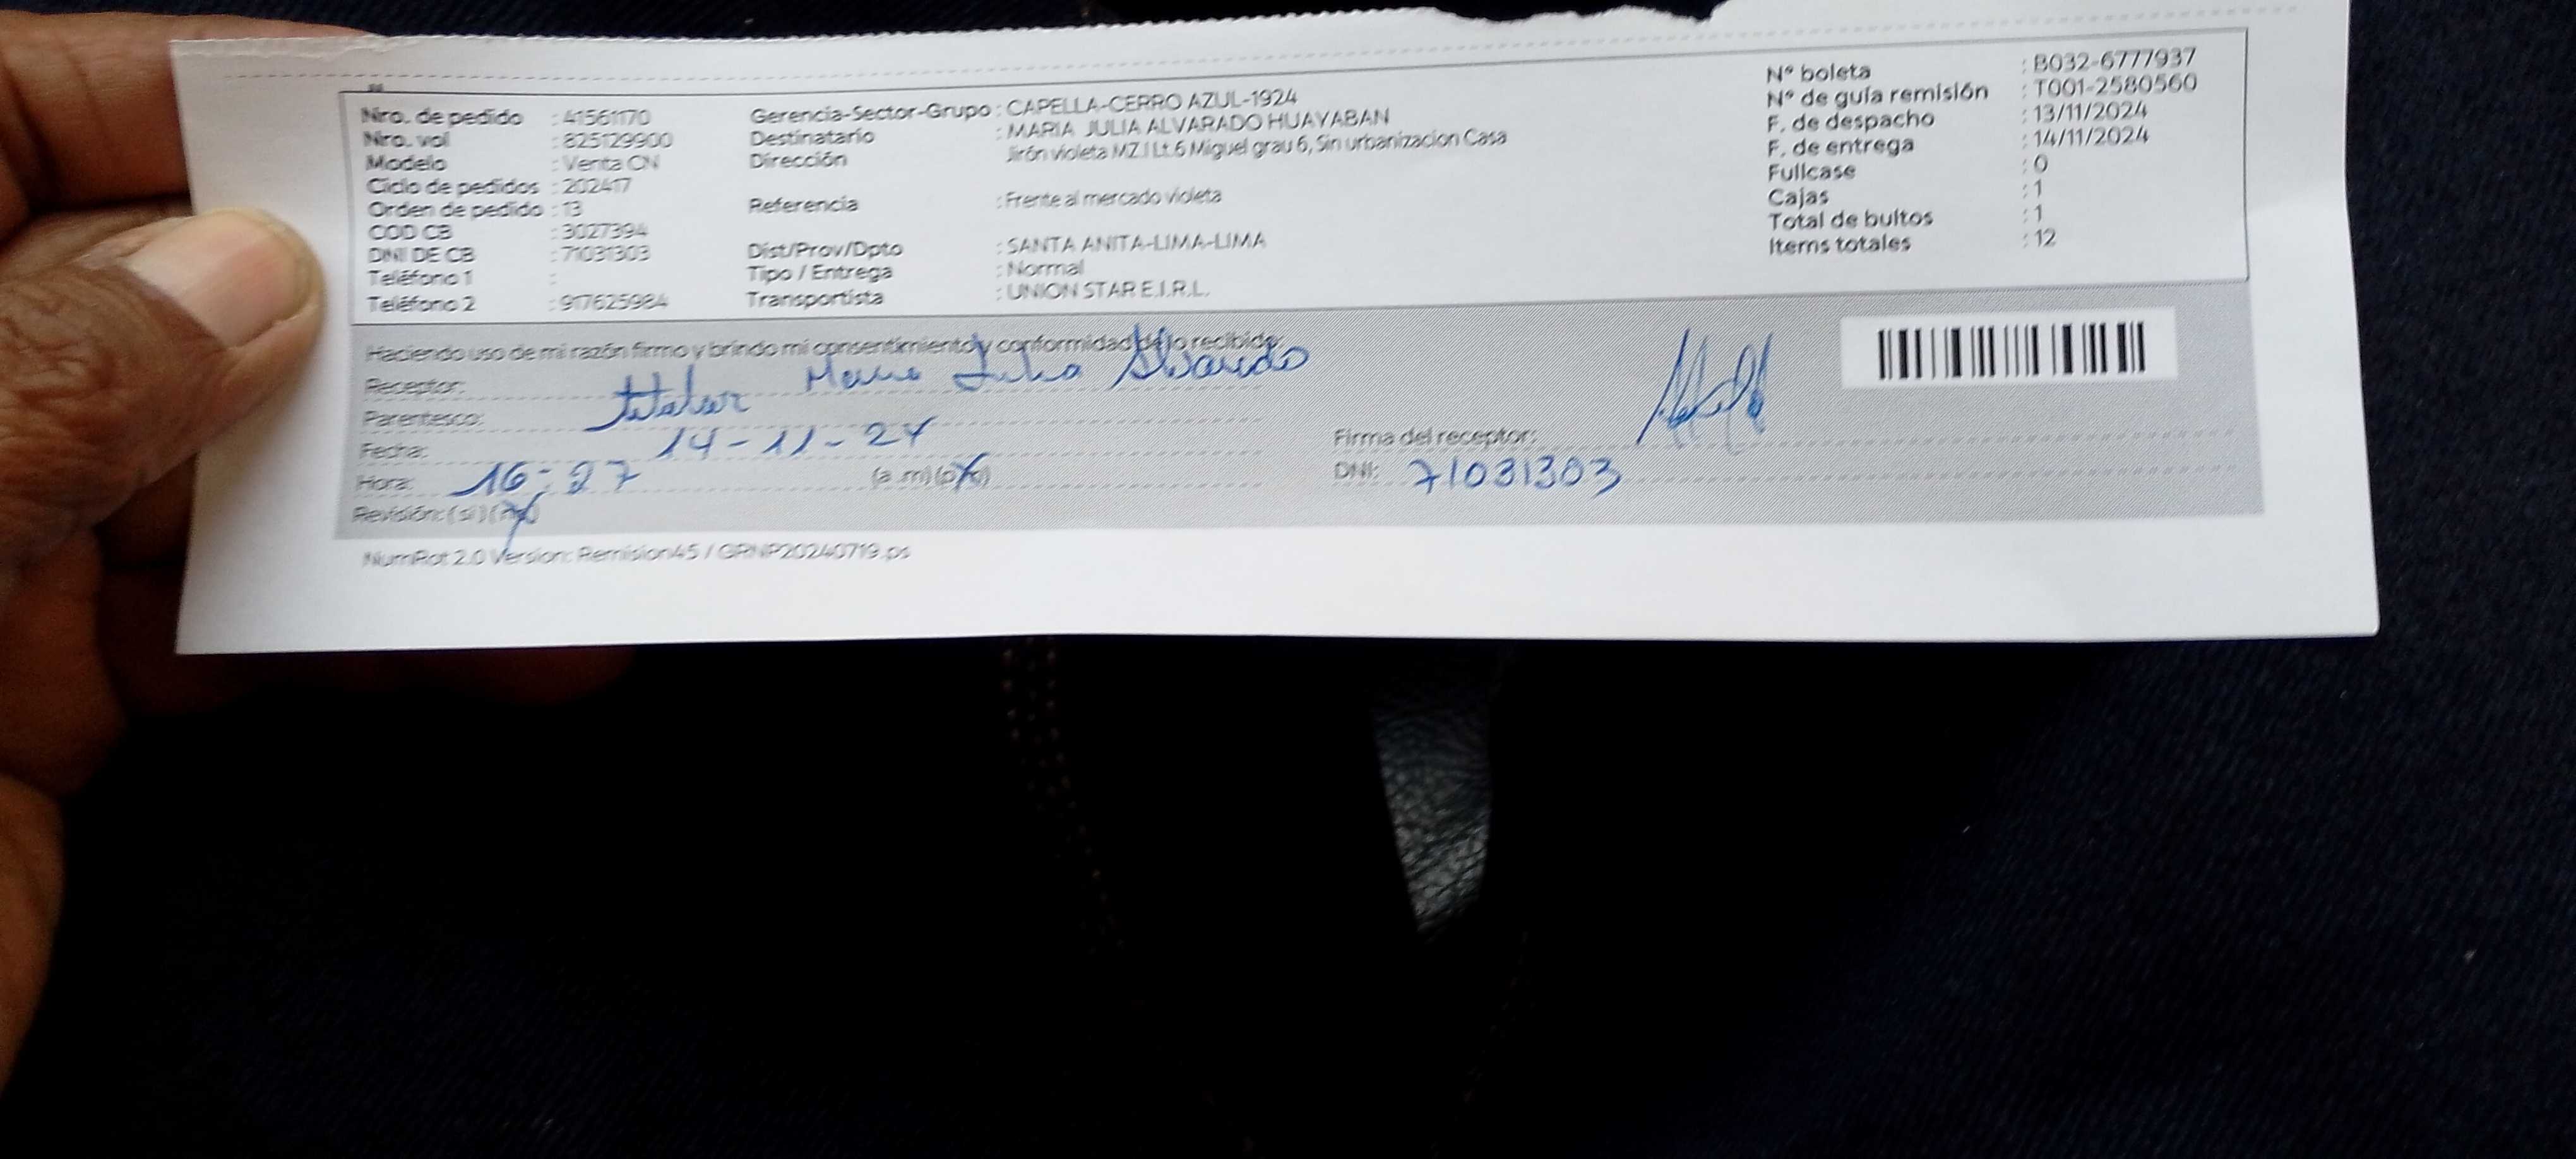 Nro. de pedido : 41561170
Nro. vol : 825129900
Modelo : Venta CN
Ciclo de pedidos : 202417
Orden de pedido : 13
COD CB : 3027394
DNI DE CB : 71031303
Teléfono 1 :
Teléfono 2 : 917625984
Gerencia-Sector-Grupo : CAPELLA-CERRO AZUL-1924
Destinatario : MARIA JULIA ALVARADO HUAYABAN
Dirección Jirón violeta MZ.I Lt.6 Miguel grau 6, Sin urbanizacion Casa
Referencia : Frente al mercado violeta
Dist/Prov/Dpto : SANTA ANITA-LIMA-LIMA
Tipo / Entrega : Normal
Transportista : UNION STAR E.I.R.L.
Nº boleta : B032-6777937
Nº de guía remisión : T001-2580560
F. de despacho : 13/11/2024
F. de entrega : 14/11/2024
Fullcase : 0
Cajas : 1
Total de bultos : 1
Items totales : 12
Haciendo uso de mi razón firmo y brindo mi consentimiento y conformidad de lo recibido:
Receptor: Maria Julia Alvarado
Parentesco: titular
Fecha: 14-11-24
Hora: 16:27 (a.m)(p.m)
Revisión: (si) (no)
Firma del receptor:
DNI: 71031303
NumRot 2.0 Version: Remision45 / GRNP20240719.ps